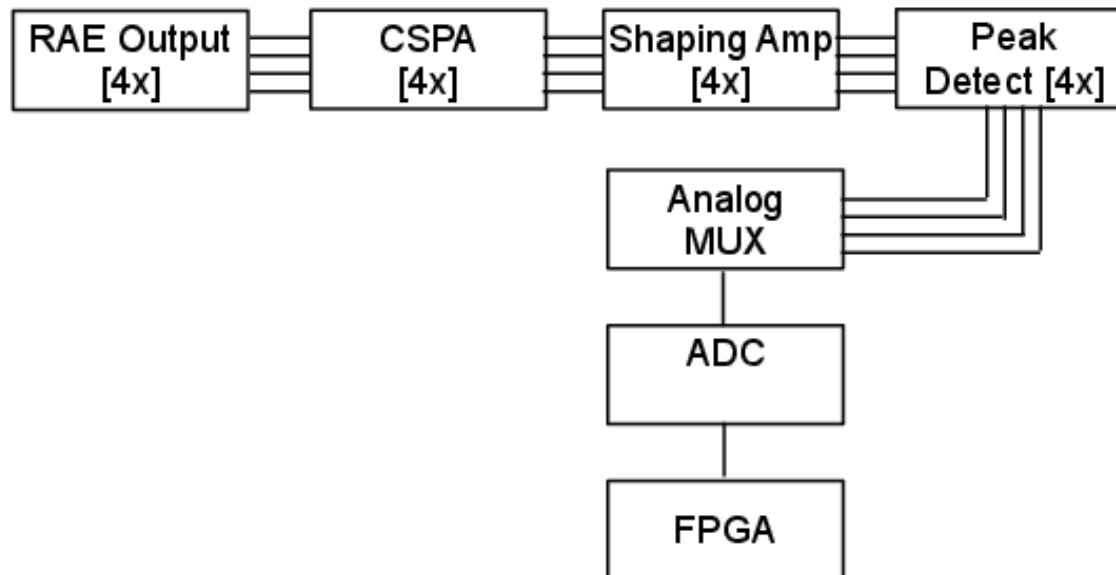 RAE Output
[4x]
CSPA
[4x]
Shaping Amp
[4x]
Peak
Detect [4x]
Analog
MUX
ADC
FPGA